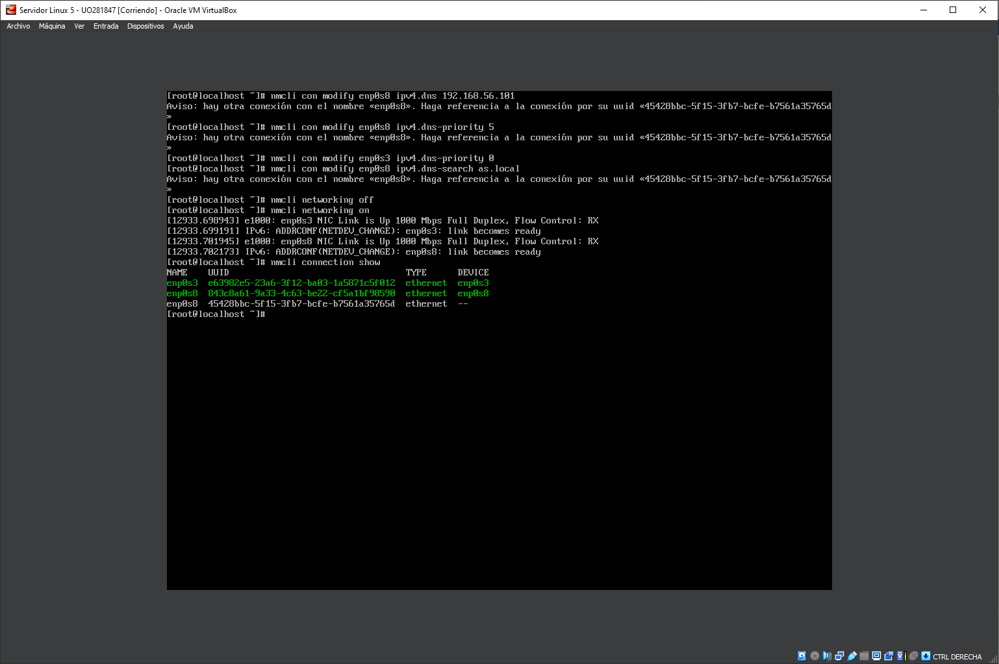 Servidor Linux 5 - UO281847 [Corriendo] - Oracle VM VirtualBox
Archivo Máquina Ver Entrada Dispositivos Ayuda
[root@localhost ~]# nmcli con modify enp0s8 ipv4.dns 192.168.56.101
Aviso: hay otra conexión con el nombre «enp0s8». Haga referencia a la conexión por su uuid «45428bbc-5f15-3fb7-bcfe-b7561a35765d
»
[root@localhost ~]# nmcli con modify enp0s8 ipv4.dns-priority 5
Aviso: hay otra conexión con el nombre «enp0s8». Haga referencia a la conexión por su uuid «45428bbc-5f15-3fb7-bcfe-b7561a35765d
»
[root@localhost ~]# nmcli con modify enp0s3 ipv4.dns-priority 0
[root@localhost ~]# nmcli con modify enp0s8 ipv4.dns-search as.local
Aviso: hay otra conexión con el nombre «enp0s8». Haga referencia a la conexión por su uuid «45428bbc-5f15-3fb7-bcfe-b7561a35765d
»
[root@localhost ~]# nmcli networking off
[root@localhost ~]# nmcli networking on
[12933.698943] e1000: enp0s3 NIC Link is Up 1000 Mbps Full Duplex, Flow Control: RX
[12933.699191] IPv6: ADDRCONF(NETDEV_CHANGE): enp0s3: link becomes ready
[12933.701945] e1000: enp0s8 NIC Link is Up 1000 Mbps Full Duplex, Flow Control: RX
[12933.702173] IPv6: ADDRCONF(NETDEV_CHANGE): enp0s8: link becomes ready
[root@localhost ~]# nmcli connection show
NAME UUID TYPE DEVICE
enp0s3 e63982e5-23a6-3f12-ba03-1a5871c5f012 ethernet enp0s3
enp0s8 843c8a61-9a33-4c63-be22-cf5a1bf98590 ethernet enp0s8
enp0s8 45428bbc-5f15-3fb7-bcfe-b7561a35765d ethernet --
[root@localhost ~]#
CTRL DERECHA